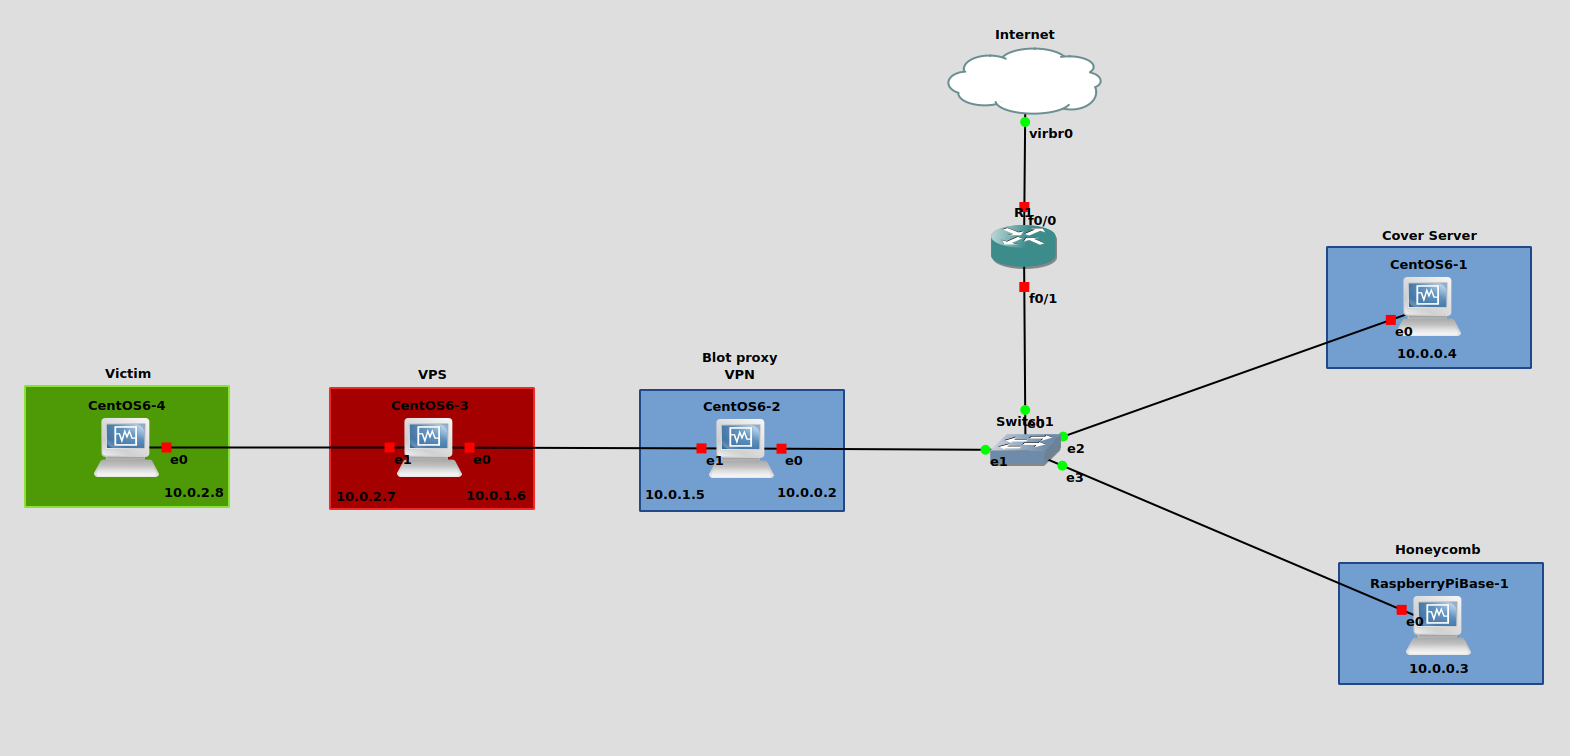 Internet
virbr0
R1
f0/0
f0/1
Cover Server
CentOS6-1
e0
10.0.0.4
Victim
CentOS6-4
e0
10.0.2.8
VPS
CentOS6-3
e1
e0
10.0.2.7
10.0.1.6
Blot proxy
VPN
CentOS6-2
e1
e0
10.0.1.5
10.0.0.2
Switch1
e0
e1
e2
e3
Honeycomb
RaspberryPiBase-1
e0
10.0.0.3